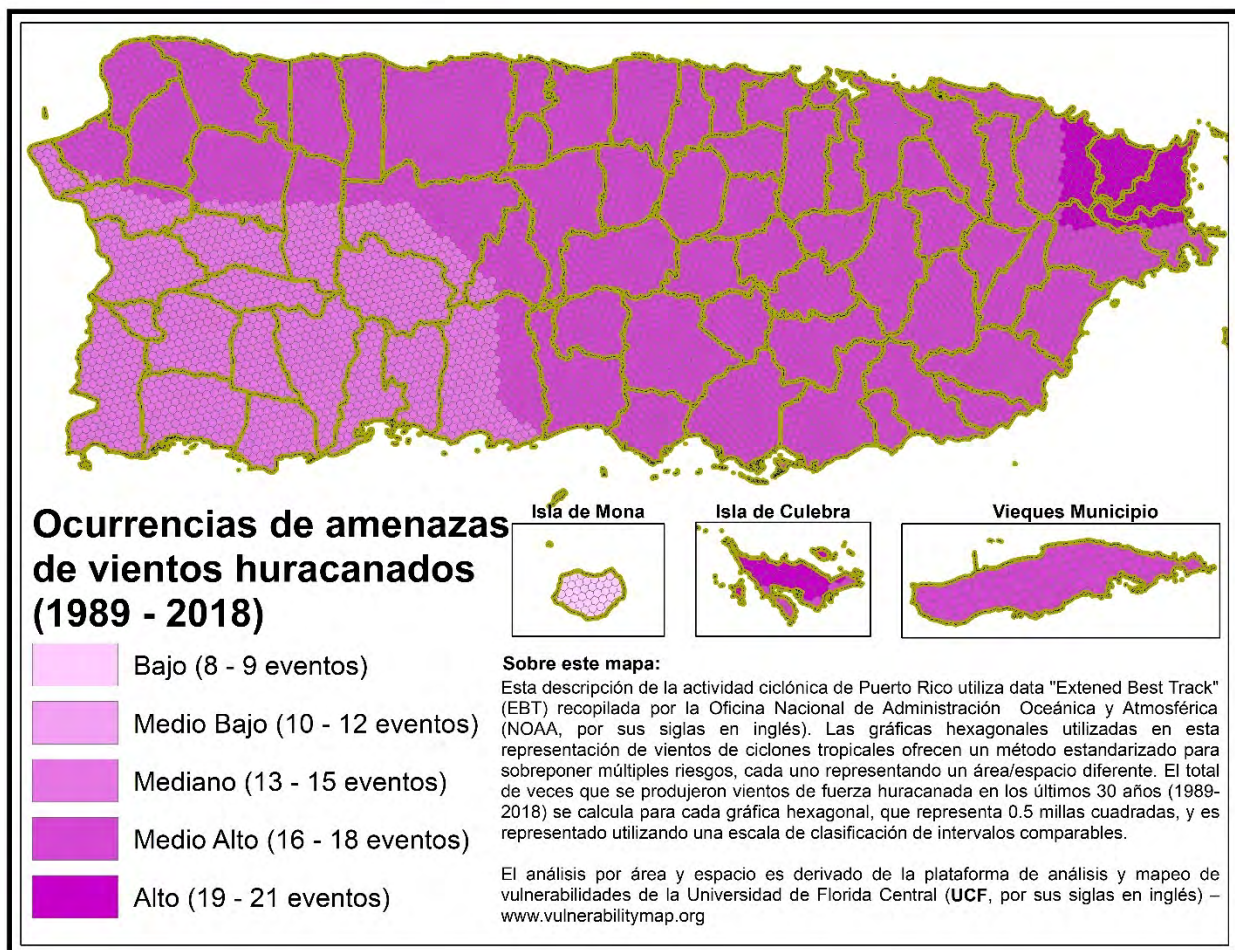 Isla de Mona
Isla de Culebra
Vieques Municipio
Ocurrencias de amenazas
de vientos huracanados
(1989 - 2018)
Bajo (8 - 9 eventos)
Medio Bajo (10 - 12 eventos)
Mediano (13 - 15 eventos)
Medio Alto (16 - 18 eventos)
Alto (19 - 21 eventos)
Sobre este mapa:
Esta descripción de la actividad ciclónica de Puerto Rico utiliza data "Extened Best Track"
(EBT) recopilada por la Oficina Nacional de Administración Oceánica y Atmosférica
(NOAA, por sus siglas en inglés). Las gráficas hexagonales utilizadas en esta
representación de vientos de ciclones tropicales ofrecen un método estandarizado para
sobreponer múltiples riesgos, cada uno representando un área/espacio diferente. El total
de veces que se produjeron vientos de fuerza huracanada en los últimos 30 años (1989-
2018) se calcula para cada gráfica hexagonal, que representa 0.5 millas cuadradas, y es
representado utilizando una escala de clasificación de intervalos comparables.
El análisis por área y espacio es derivado de la plataforma de análisis y mapeo de
vulnerabilidades de la Universidad de Florida Central (UCF, por sus siglas en inglés) –
www.vulnerabilitymap.org